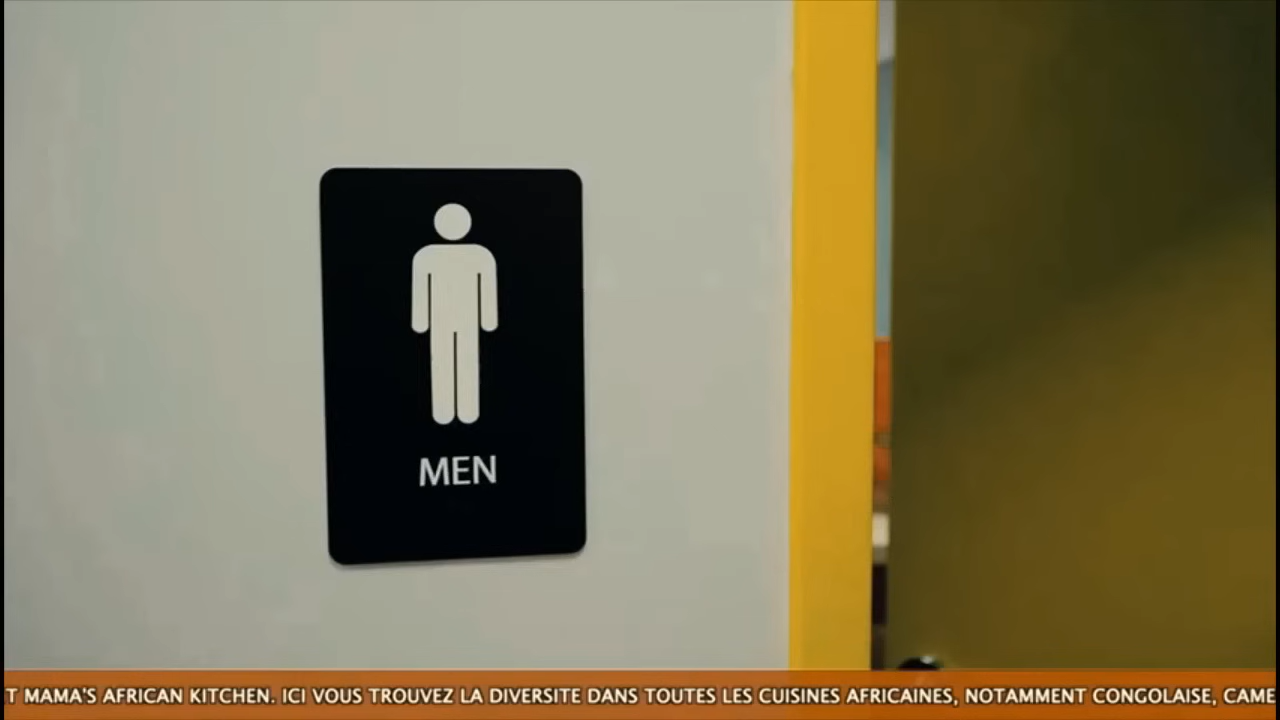 MEN
T MAMA'S AFRICAN KITCHEN. ICI VOUS TROUVEZ LA DIVERSITE DANS TOUTES LES CUISINES AFRICAINES, NOTAMMENT CONGOLAISE, CAME